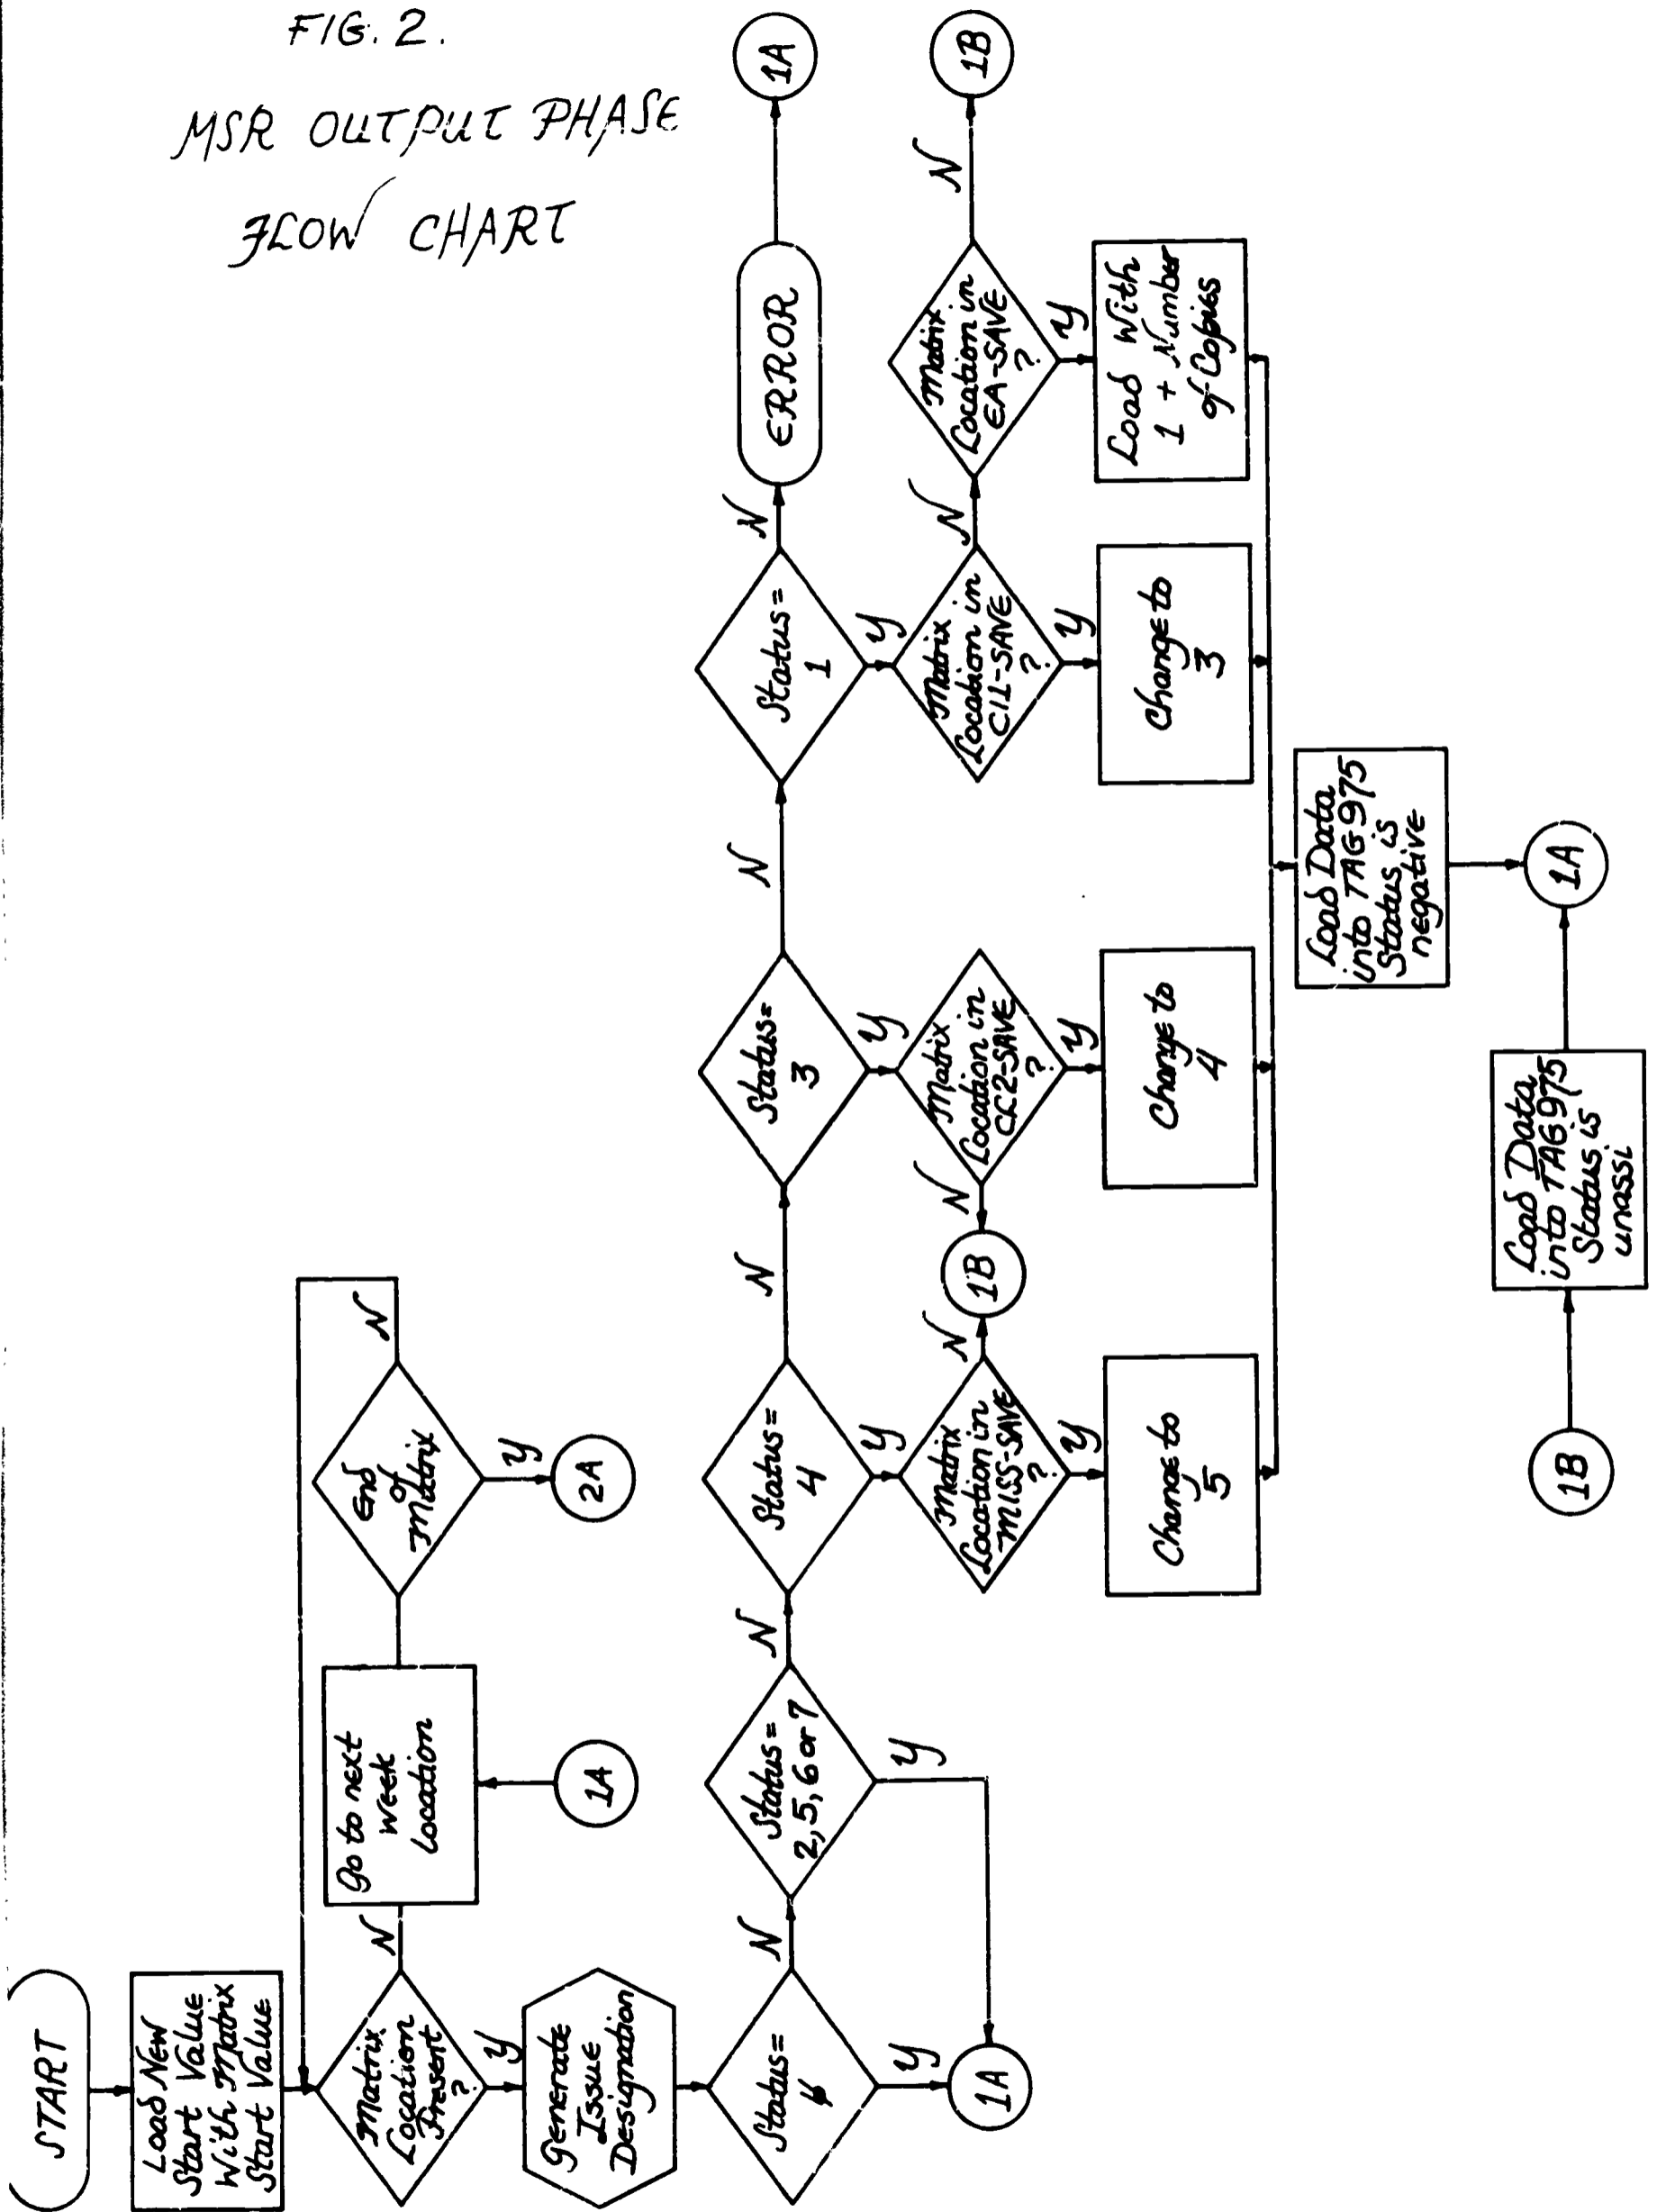 FIG. 2.
MSR OUTPUT PHASE
FLOW CHART
START
Load New
Start Value
With Matrix
Start Value
Matrix
Location
Present
?
N
Y
Go to next
week
location
1A
End
of
Matrix
N
Y
2A
Generate
Issue
Designation
Status=
N
Y
1A
Status=
2,5,6 or 7
N
Y
Status=
4
N
Y
Status=
3
N
Y
Status=
1
N
Y
ERROR
1A
Matrix
Location in
MISS-SAVE
?
N
Y
1B
Matrix
Location in
CL2-SAVE
?
N
Y
Matrix
Location in
C11-SAVE
?
N
Y
Matrix
Location in
EA-SAVE
?
N
Y
1B
Change to
5
Change to
4
Change to
3
Load With
1 + Number
of Copies
Load Data
into TAG975
Status is
negative
1A
1B
Load Data
into TAG975
Status is
unassi